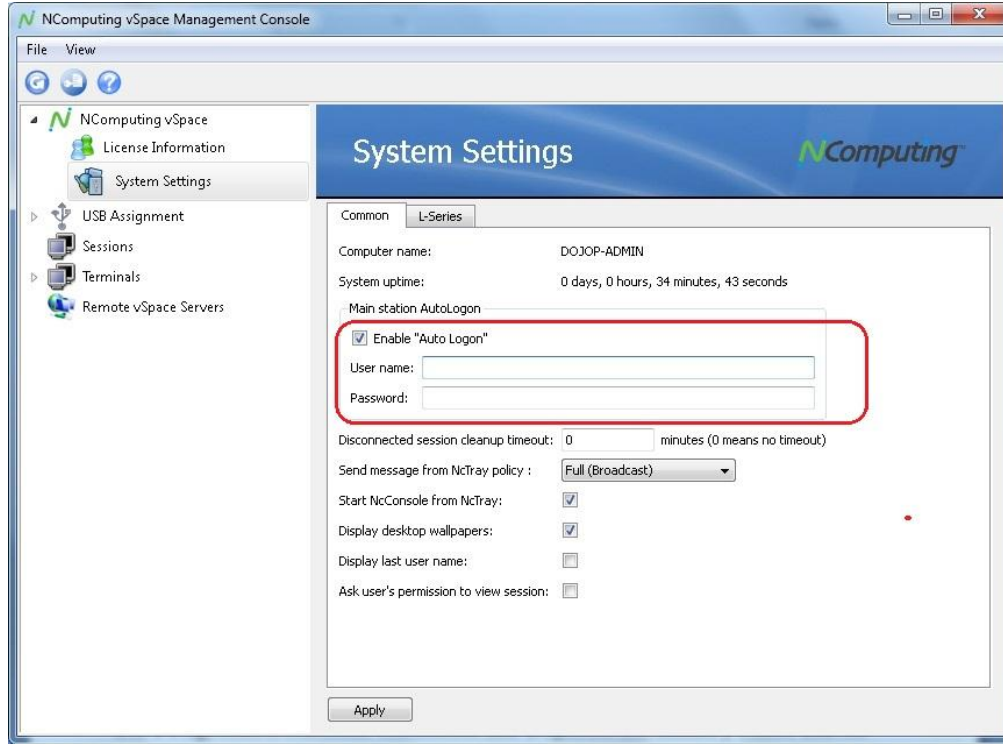 NComputing vSpace Management Console
File View
NComputing vSpace
License Information
System Settings
USB Assignment
Sessions
Terminals
Remote vSpace Servers
System Settings
NComputing™
Common L-Series
Computer name: DOJOP-ADMIN
System uptime: 0 days, 0 hours, 34 minutes, 43 seconds
Main station AutoLogon
Enable "Auto Logon"
User name:
Password:
Disconnected session cleanup timeout: 0 minutes (0 means no timeout)
Send message from NcTray policy : Full (Broadcast)
Start NcConsole from NcTray:
Display desktop wallpapers:
Display last user name:
Ask user's permission to view session:
Apply